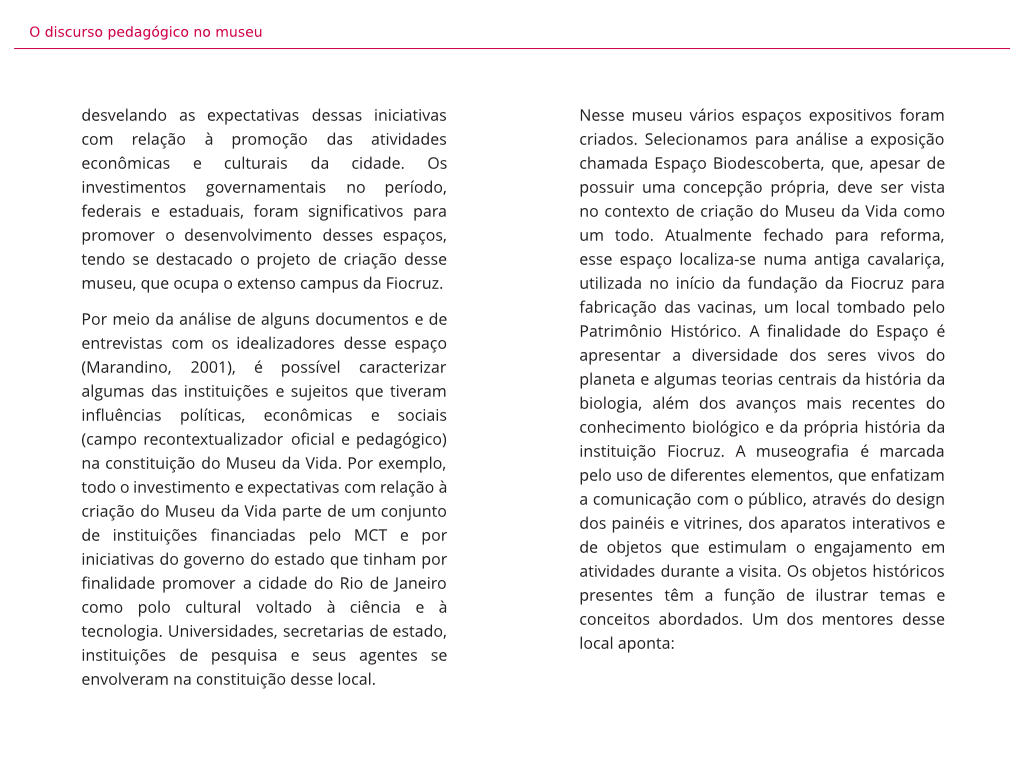 O discurso pedagógico no museu
desvelando as expectativas dessas iniciativas
com relação à promoção das atividades
econômicas e culturais da cidade. Os
investimentos governamentais no período,
federais e estaduais, foram significativos para
promover o desenvolvimento desses espaços,
tendo se destacado o projeto de criação desse
museu, que ocupa o extenso campus da Fiocruz.
Por meio da análise de alguns documentos e de
entrevistas com os idealizadores desse espaço
(Marandino, 2001), é possível caracterizar
algumas das instituições e sujeitos que tiveram
influências políticas, econômicas e sociais
(campo recontextualizador oficial e pedagógico)
na constituição do Museu da Vida. Por exemplo,
todo o investimento e expectativas com relação à
criação do Museu da Vida parte de um conjunto
de instituições financiadas pelo MCT e por
iniciativas do governo do estado que tinham por
finalidade promover a cidade do Rio de Janeiro
como polo cultural voltado à ciência e à
tecnologia. Universidades, secretarias de estado,
instituições de pesquisa e seus agentes se
envolveram na constituição desse local.
Nesse museu vários espaços expositivos foram
criados. Selecionamos para análise a exposição
chamada Espaço Biodescoberta, que, apesar de
possuir uma concepção própria, deve ser vista
no contexto de criação do Museu da Vida como
um todo. Atualmente fechado para reforma,
esse espaço localiza-se numa antiga cavalariça,
utilizada no início da fundação da Fiocruz para
fabricação das vacinas, um local tombado pelo
Patrimônio Histórico. A finalidade do Espaço é
apresentar a diversidade dos seres vivos do
planeta e algumas teorias centrais da história da
biologia, além dos avanços mais recentes do
conhecimento biológico e da própria história da
instituição Fiocruz. A museografia é marcada
pelo uso de diferentes elementos, que enfatizam
a comunicação com o público, através do design
dos painéis e vitrines, dos aparatos interativos e
de objetos que estimulam o engajamento em
atividades durante a visita. Os objetos históricos
presentes têm a função de ilustrar temas e
conceitos abordados. Um dos mentores desse
local aponta: